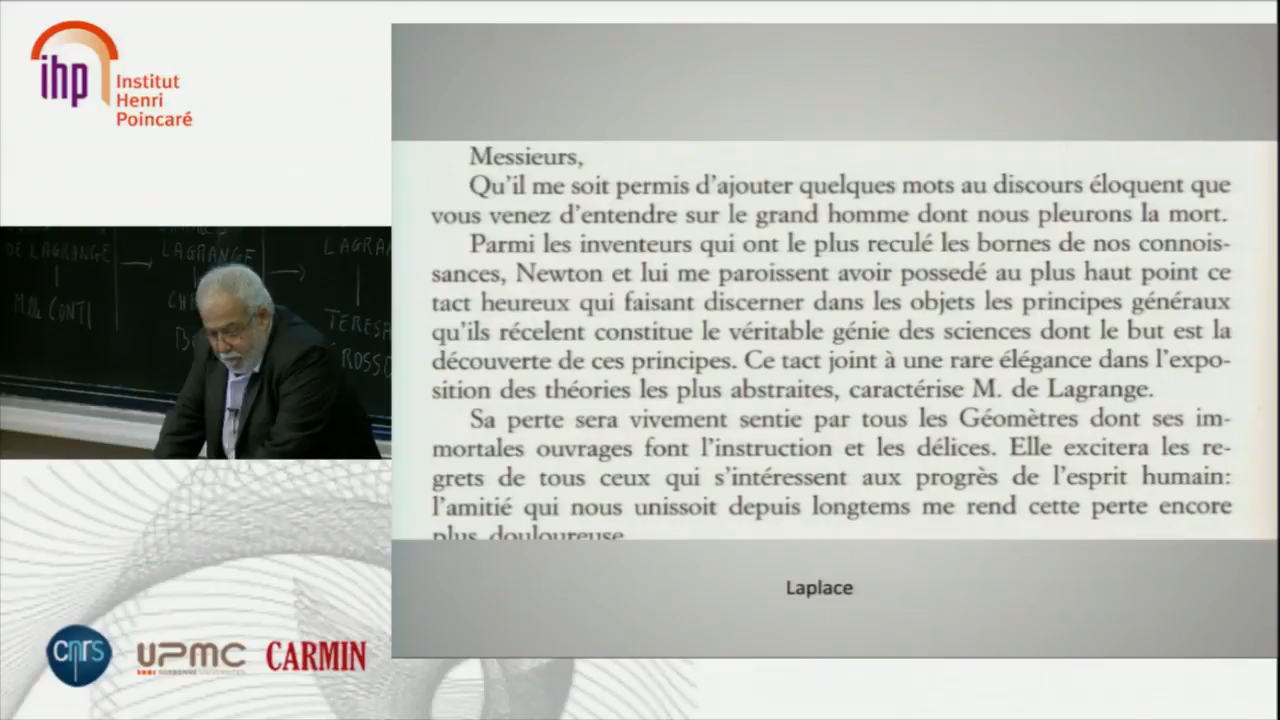 ihp
Institut
Henri
Poincaré
Messieurs,
Qu'il me soit permis d'ajouter quelques mots au discours éloquent que
vous venez d'entendre sur le grand homme dont nous pleurons la mort.
Parmi les inventeurs qui ont le plus reculé les bornes de nos connois-
sances, Newton et lui me paroissent avoir possedé au plus haut point ce
tact heureux qui faisant discerner dans les objets les principes généraux
qu'ils récelent constitue le véritable génie des sciences dont le but est la
découverte de ces principes. Ce tact joint à une rare élégance dans l'expo-
sition des théories les plus abstraites, caractérise M. de Lagrange.
Sa perte sera vivement sentie par tous les Géomètres dont ses im-
mortales ouvrages font l'instruction et les délices. Elle excitera les re-
grets de tous ceux qui s'intéressent aux progrès de l'esprit humain:
l'amitié qui nous unissoit depuis longtems me rend cette perte encore
plus douloureuse
Laplace
DE LAGRANGE
LAGRANGE
CONTI
TERESA
cnrs
UPMC
SORBONNE UNIVERSITÉS
CARMIN